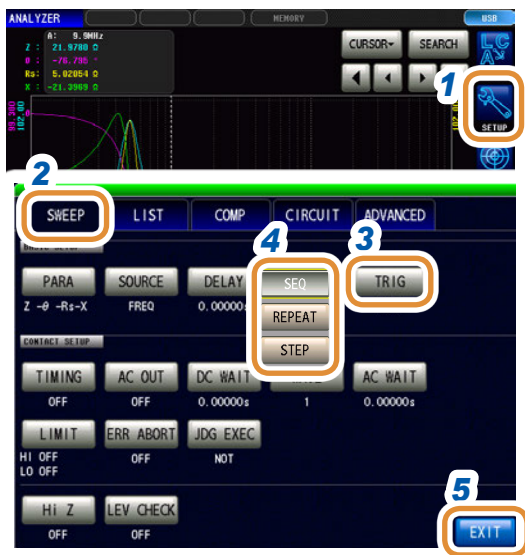 ANALYZER MEMORY USB
A: 9.9MHz
Z : 21.9780 Ω
θ : -76.795 °
Rs: 5.02054 Ω
X : -21.3969 Ω
CURSOR SEARCH
LC
A
1
SETUP
102.00
2
SWEEP LIST COMP CIRCUIT ADVANCED
4 3
PARA SOURCE DELAY SEQ TRIG
Z -θ -Rs-X FREQ 0.00000s
REPEAT
CONTACT SETUP
STEP
TIMING AC OUT DC WAIT AC WAIT
OFF OFF 0.00000s 1 0.00000s
LIMIT ERR ABORT JDG EXEC
HI OFF OFF NOT
LO OFF
5
Hi Z LEV CHECK
OFF OFF
EXIT